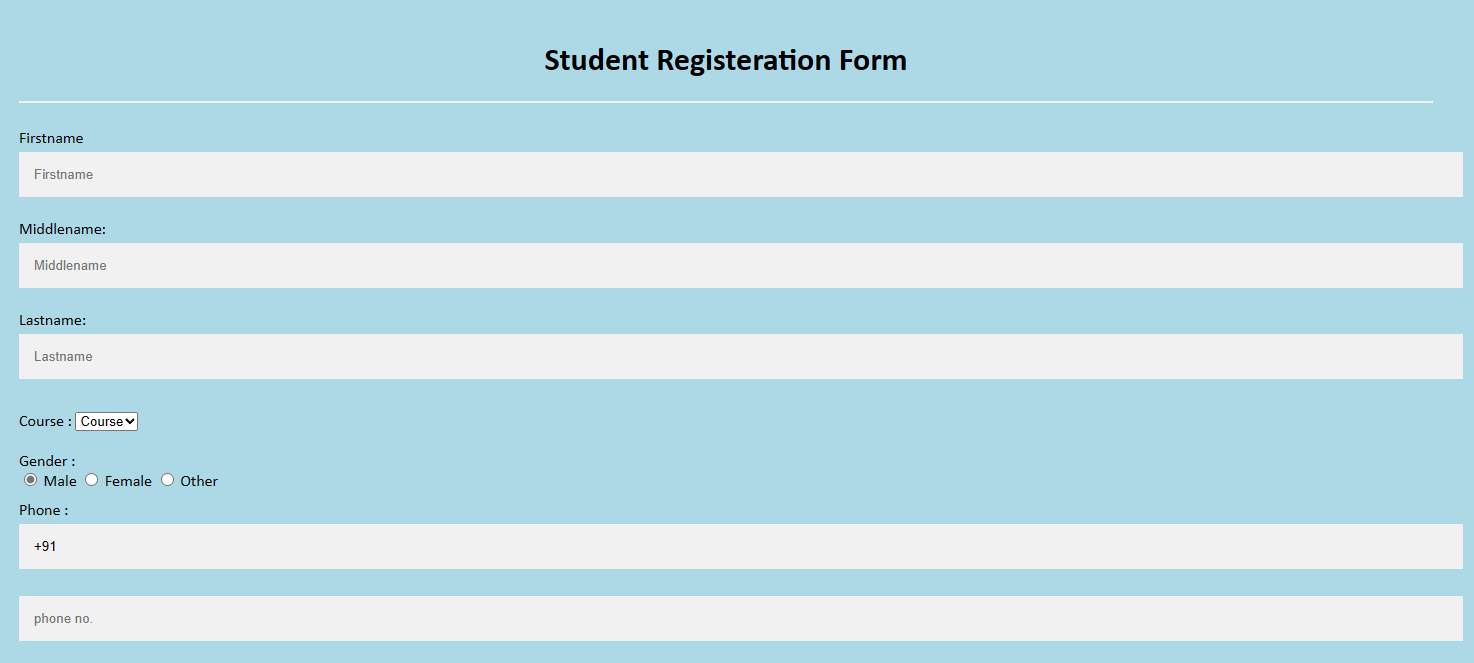 Student Registeration Form
Firstname
Firstname
Middlename:
Middlename
Lastname:
Lastname
Course : Course
Gender :
Male Female Other
Phone :
+91
phone no.